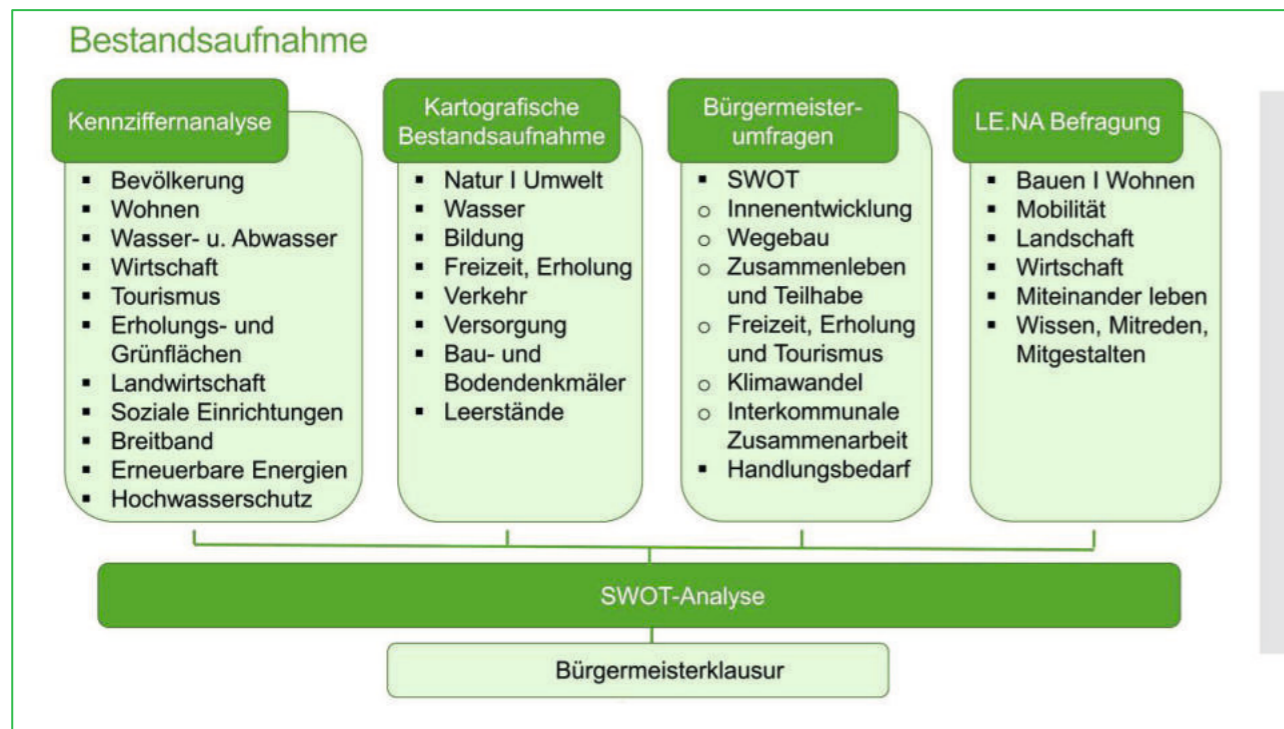 Bestandsaufnahme
Kennziffernanalyse
▪ Bevölkerung
▪ Wohnen
▪ Wasser- u. Abwasser
▪ Wirtschaft
▪ Tourismus
▪ Erholungs- und
Grünflächen
▪ Landwirtschaft
▪ Soziale Einrichtungen
▪ Breitband
▪ Erneuerbare Energien
▪ Hochwasserschutz
Kartografische
Bestandsaufnahme
▪ Natur I Umwelt
▪ Wasser
▪ Bildung
▪ Freizeit, Erholung
▪ Verkehr
▪ Versorgung
▪ Bau- und
Bodendenkmäler
▪ Leerstände
Bürgermeister-
umfragen
▪ SWOT
o Innenentwicklung
o Wegebau
o Zusammenleben
und Teilhabe
o Freizeit, Erholung
und Tourismus
o Klimawandel
o Interkommunale
Zusammenarbeit
▪ Handlungsbedarf
LE.NA Befragung
▪ Bauen I Wohnen
▪ Mobilität
▪ Landschaft
▪ Wirtschaft
▪ Miteinander leben
▪ Wissen, Mitreden,
Mitgestalten
SWOT-Analyse
Bürgermeisterklausur